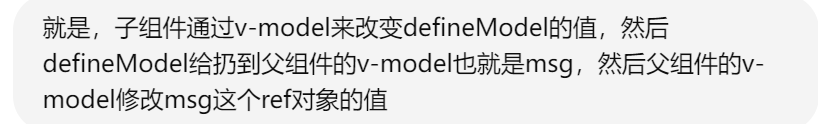 就是，子组件通过v-model来改变defineModel的值，然后
defineModel给扔到父组件的v-model也就是msg，然后父组件的v-
model修改msg这个ref对象的值